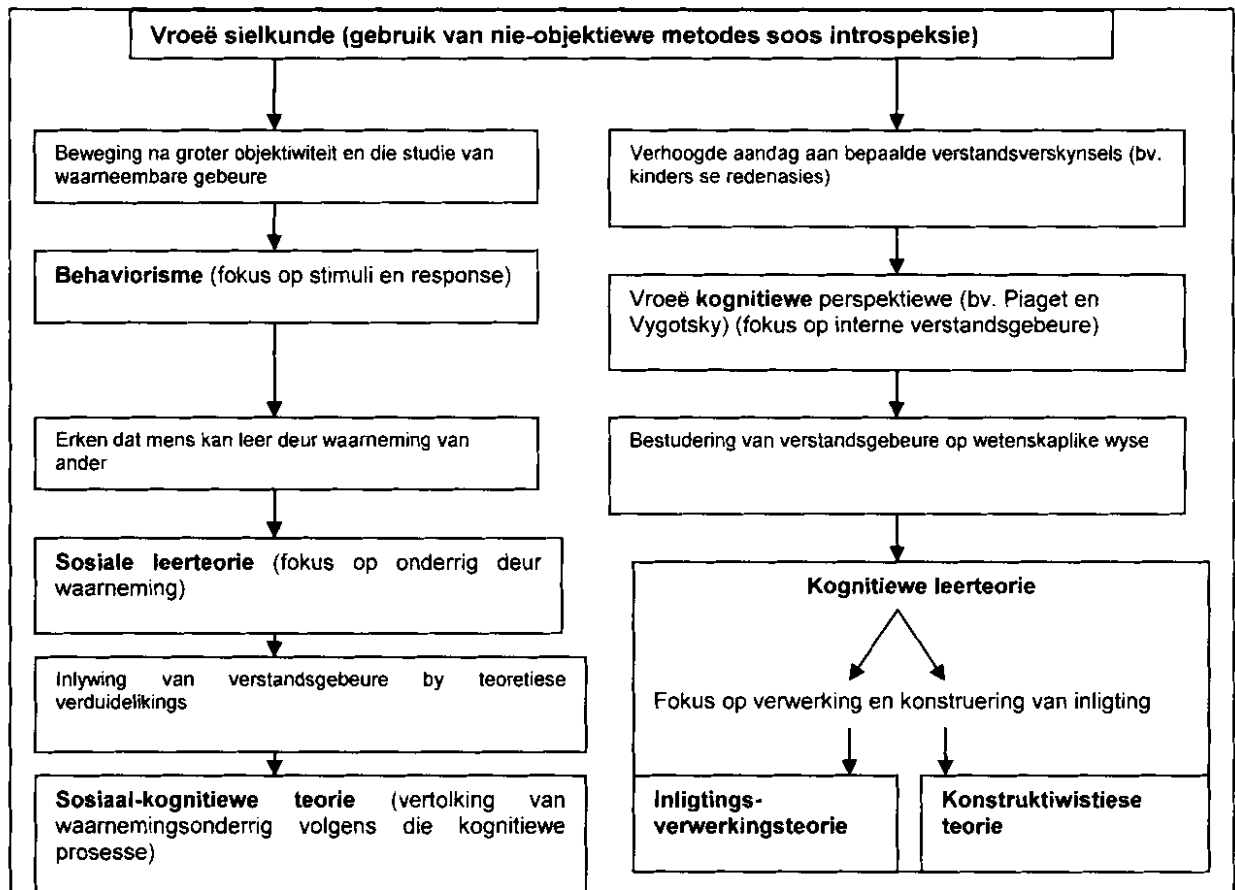 Vroeë sielkunde (gebruik van nie-objektiewe metodes soos introspeksie)
Beweging na groter objektiwiteit en die studie van
waarneembare gebeure
Behaviorisme (fokus op stimuli en response)
Erken dat mens kan leer deur waarneming van
ander
Sosiale leerteorie (fokus op onderrig deur
waarneming)
Inlywing van verstandsgebeure by teoretiese
verduidelikings
Sosiaal-kognitiewe teorie (vertolking van
waarnemingsonderrig volgens die kognitiewe
prosesse)
Verhoogde aandag aan bepaalde verstandsverskynsels (bv.
kinders se redenasies)
Vroeë kognitiewe perspektiewe (bv. Piaget en
Vygotsky) (fokus op interne verstandsgebeure)
Bestudering van verstandsgebeure op wetenskaplike wyse
Kognitiewe leerteorie
Fokus op verwerking en konstruering van inligting
Inligtings-
verwerkingsteorie
Konstruktiwistiese
teorie